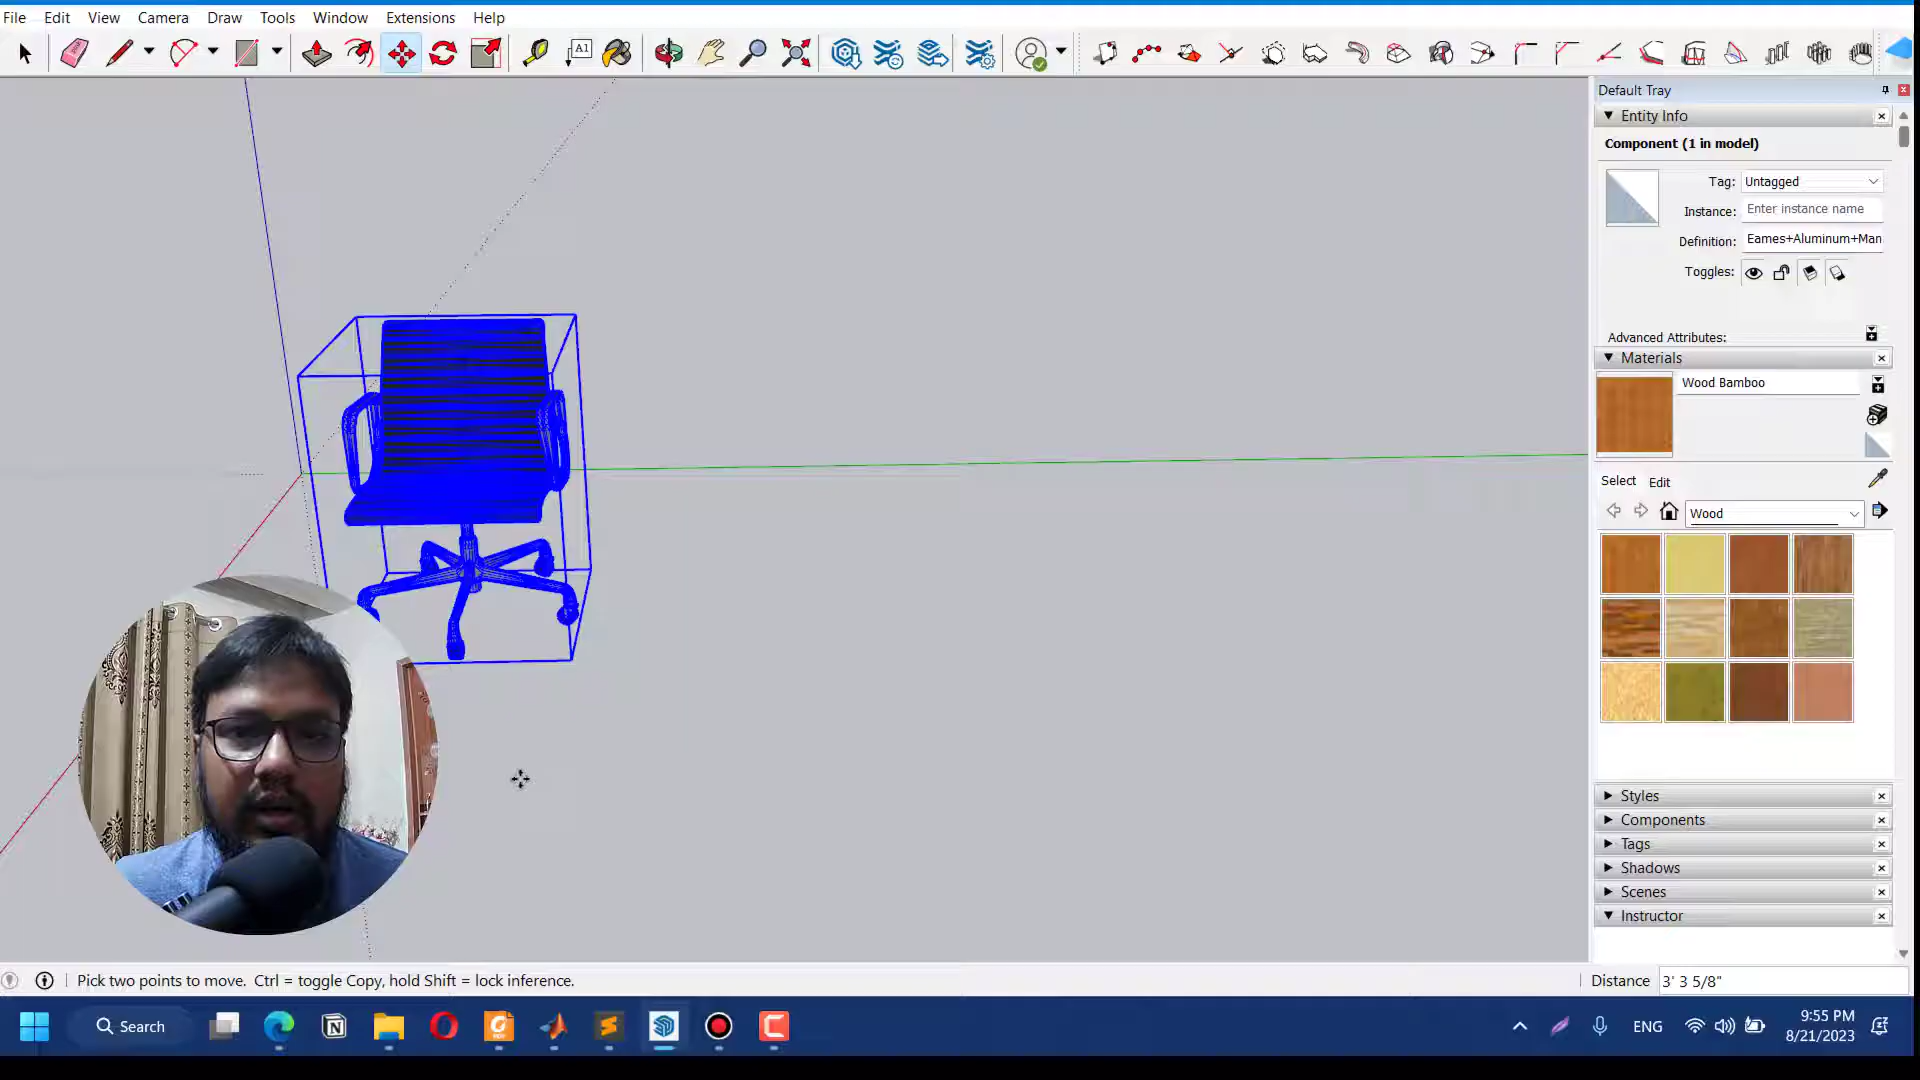 File Edit View Camera Draw Tools Window Extensions Help
A1
Default Tray
Entity Info
Component (1 in model)
Tag: Untagged
Instance: Enter instance name
Definition: Eames+Aluminum+Man
Toggles:
Advanced Attributes:
Materials
Wood Bamboo
Select Edit
Wood
Styles
Components
Tags
Shadows
Scenes
Instructor
Pick two points to move. Ctrl = toggle Copy, hold Shift = lock inference.
Distance 3' 3 5/8"
Search
ENG
9:55 PM
8/21/2023